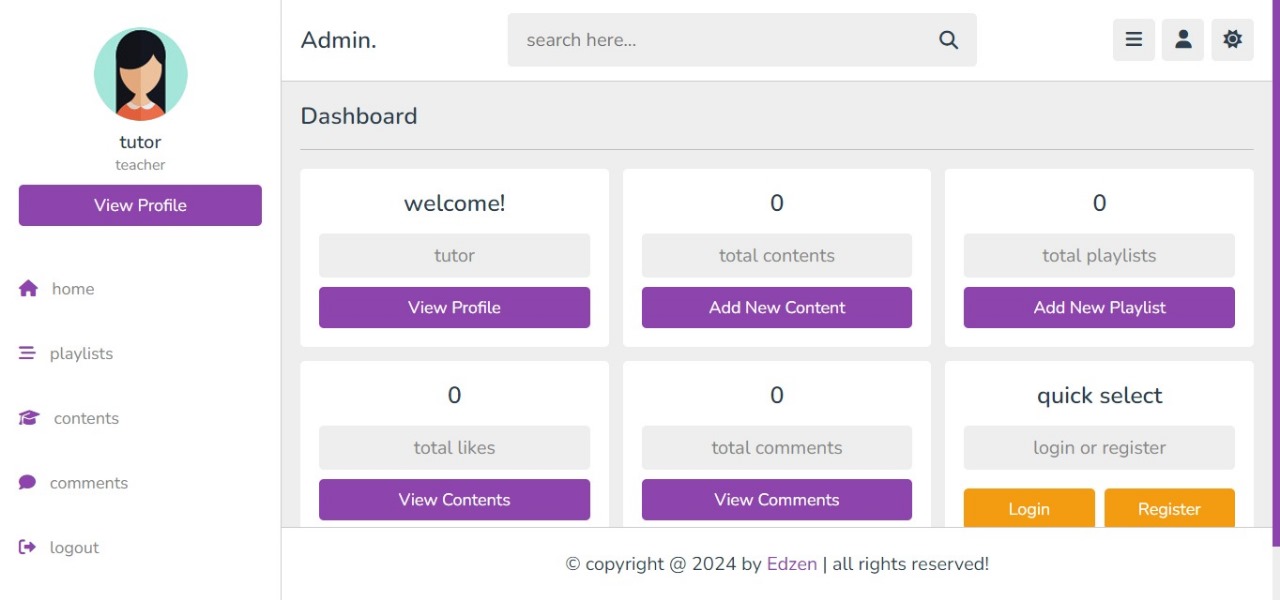 tutor
teacher
View Profile
home
playlists
contents
comments
logout
Admin.
search here...
Dashboard
welcome!
tutor
View Profile
0
total contents
Add New Content
0
total playlists
Add New Playlist
0
total likes
View Contents
0
total comments
View Comments
quick select
login or register
Login Register
© copyright @ 2024 by Edzen | all rights reserved!